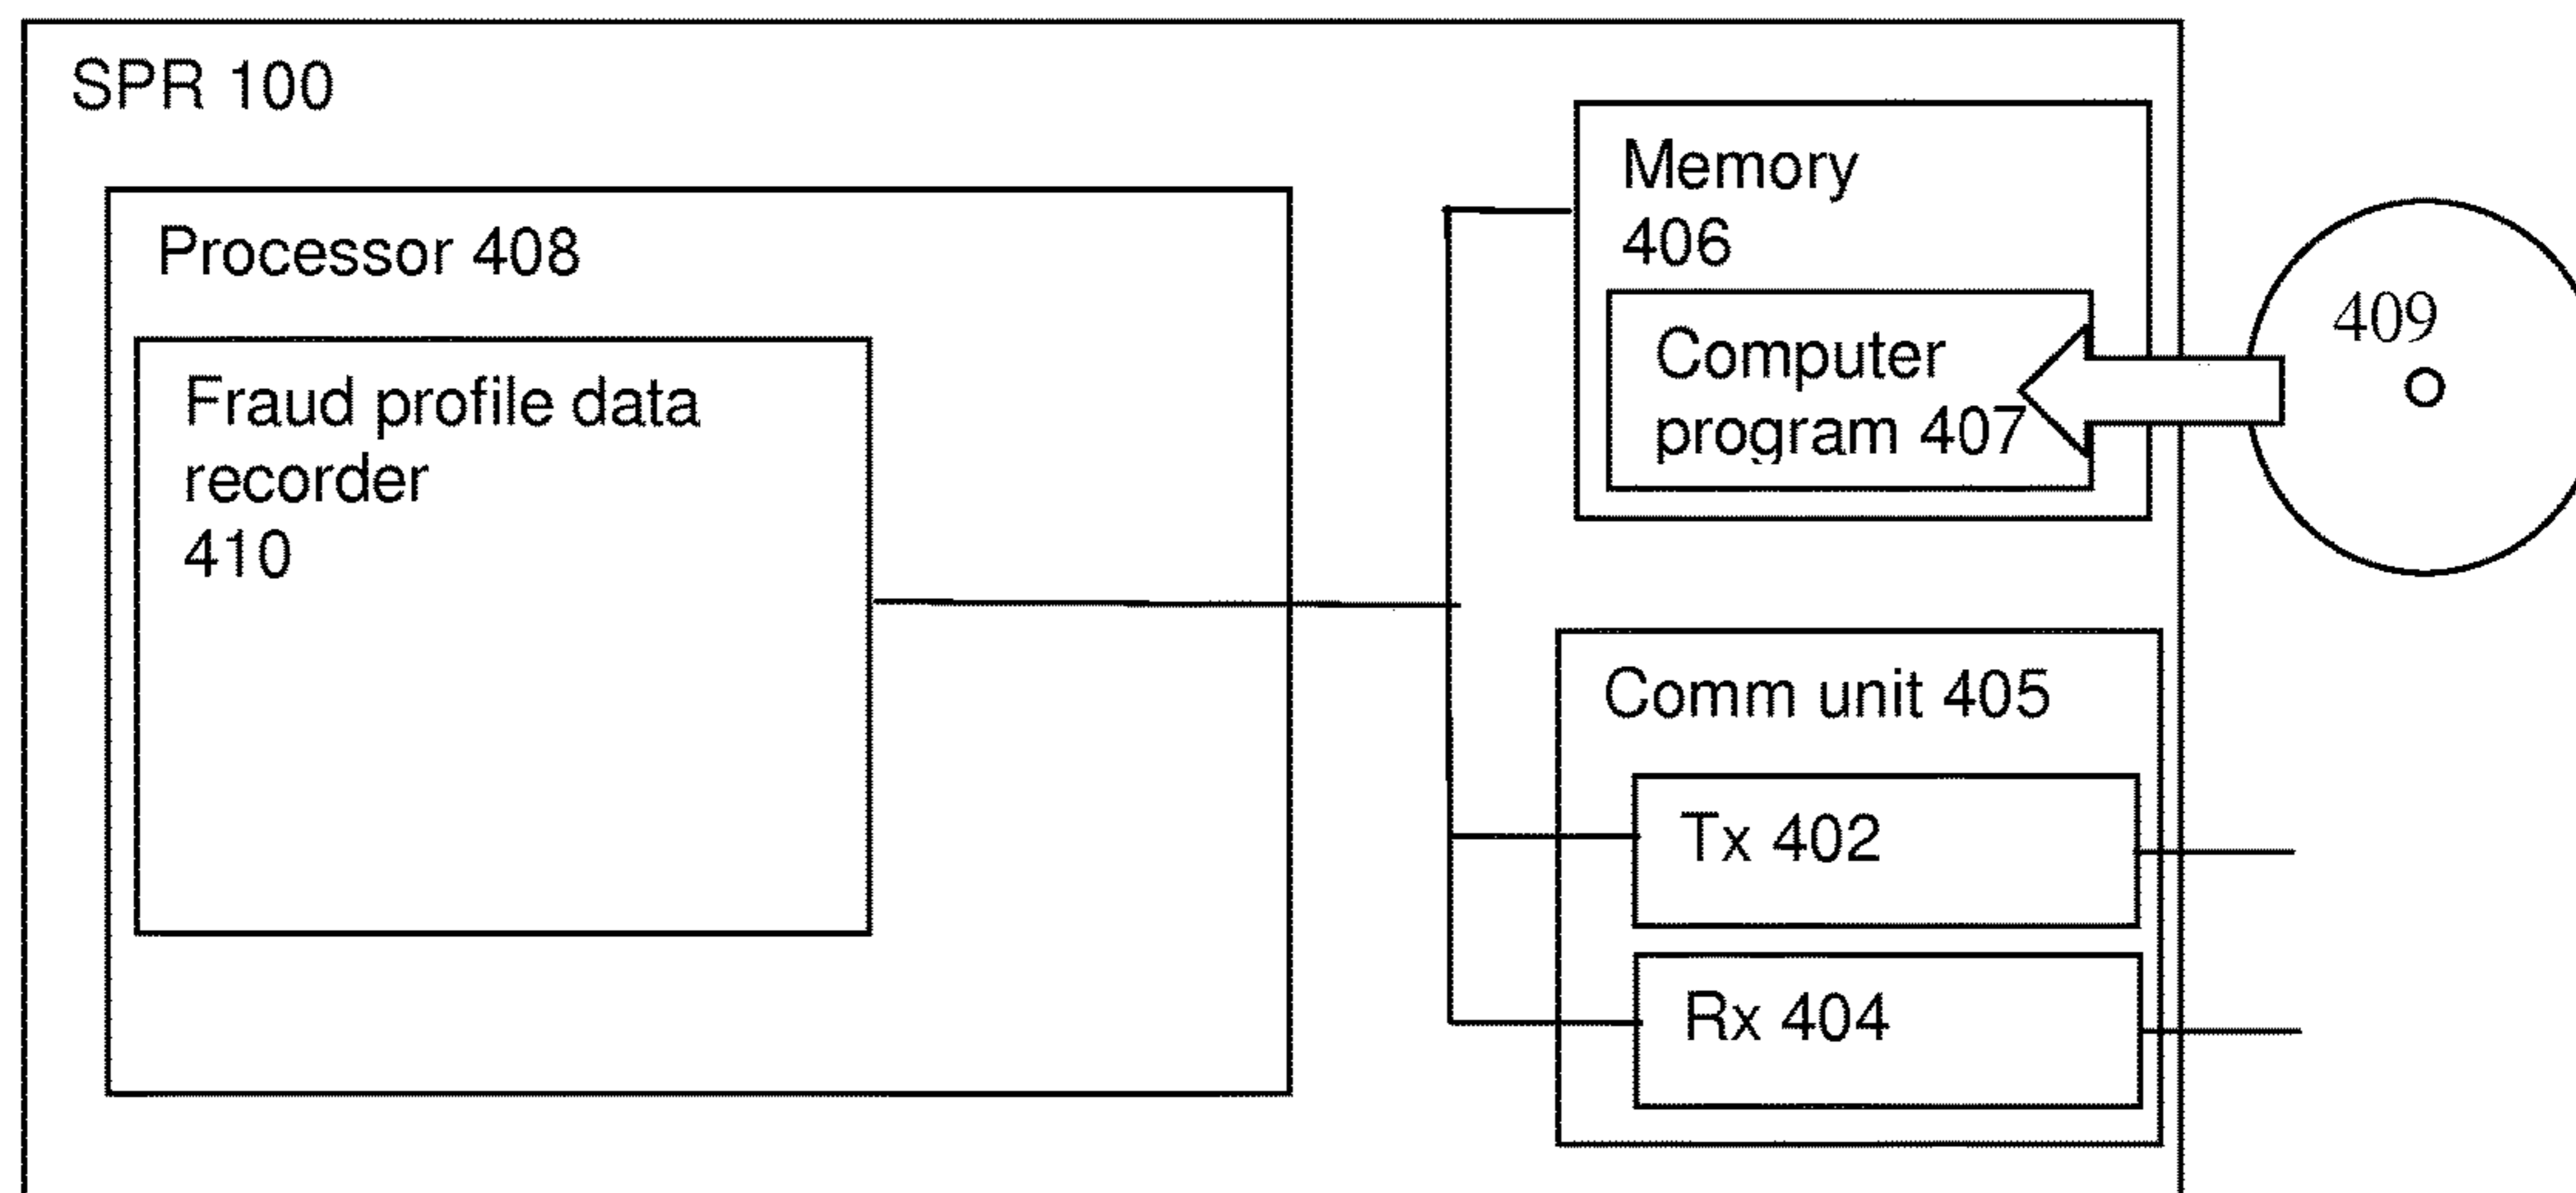 SPR 100
Processor 408
Fraud profile data
recorder
410
Memory
406
Computer
program 407
409
Comm unit 405
Tx 402
Rx 404